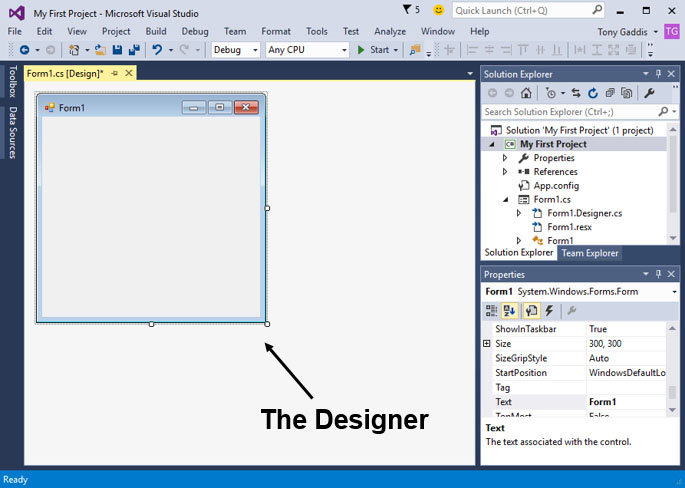 My First Project - Microsoft Visual Studio
5
Quick Launch (Ctrl+Q)
File Edit View Project Build Debug Team Format Tools Test Analyze Window Help Tony Gaddis TG
Debug Any CPU Start
Toolbox
Data Sources
Form1.cs [Design]*
Form1
The Designer
Solution Explorer
Search Solution Explorer (Ctrl+;)
Solution 'My First Project' (1 project)
C#
My First Project
Properties
References
App.config
Form1.cs
Form1.Designer.cs
Form1.resx
Form1
Solution Explorer Team Explorer
Properties
Form1 System.Windows.Forms.Form
ShowInTaskbar True
Size 300, 300
SizeGripStyle Auto
StartPosition WindowsDefaultLo
Tag
Text Form1
TopMost False
Text
The text associated with the control.
Ready